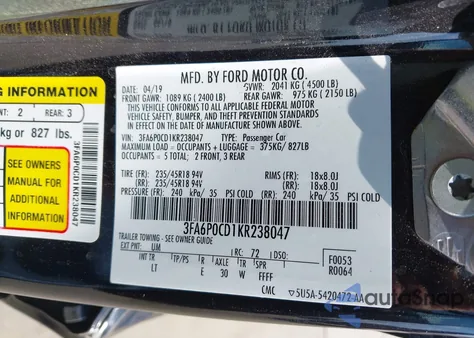 G INFORMATION
NT: 2 REAR: 3
kg or 827 lbs.
SEE OWNERS
MANUAL FOR
ADDITIONAL
INFORMATION
3FA6P0CD1KR238047
MFD. BY FORD MOTOR CO.
DATE: 04/19 GVWR: 2041 KG ( 4500 LB)
FRONT GAWR: 1089 KG ( 2400 LB) REAR GAWR: 975 KG ( 2150 LB)
THIS VEHICLE CONFORMS TO ALL APPLICABLE FEDERAL MOTOR VEHICLE
SAFETY, BUMPER, AND THEFT PREVENTION STANDARDS IN EFFECT ON THE DATE OF
MANUFACTURE SHOWN ABOVE.
VIN: 3FA6P0CD1KR238047 TYPE: Passenger Car
MAXIMUM LOAD = OCCUPANTS + LUGGAGE = 375KG/ 827LB
OCCUPANTS = 5 TOTAL: 2 FRONT, 3 REAR
TIRE (FR): 235/45R18 94V RIMS (FR): 18x8.0J
TIRE (RR): 235/45R18 94V (RR): 18x8.0J
PRESSURE (FR): 240 kPa/ 35 PSI COLD (RR): 240 kPa/ 35 PSI COLD
3FA6P0CD1KR238047
TRAILER TOWING - SEE OWNER GUIDE
EXT PNT: UM RC: 72 DSO: F0053
INT TR TP/PS R AXLE TR SPR R0064
LT E D W FFFF
CMC 5U5A-5420472-AA
AutoSnap